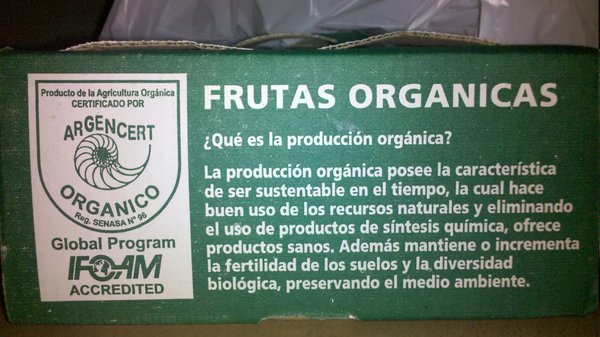 Producto de la Agricultura Orgánica
CERTIFICADO POR
ARGENCERT
ORGANICO
Reg. SENASA Nº 96
Global Program
IFOAM
ACCREDITED
FRUTAS ORGANICAS
¿Qué es la producción orgánica?
La producción orgánica posee la característica
de ser sustentable en el tiempo, la cual hace
buen uso de los recursos naturales y eliminando
el uso de productos de síntesis química, ofrece
productos sanos. Además mantiene o incrementa
la fertilidad de los suelos y la diversidad
biológica, preservando el medio ambiente.